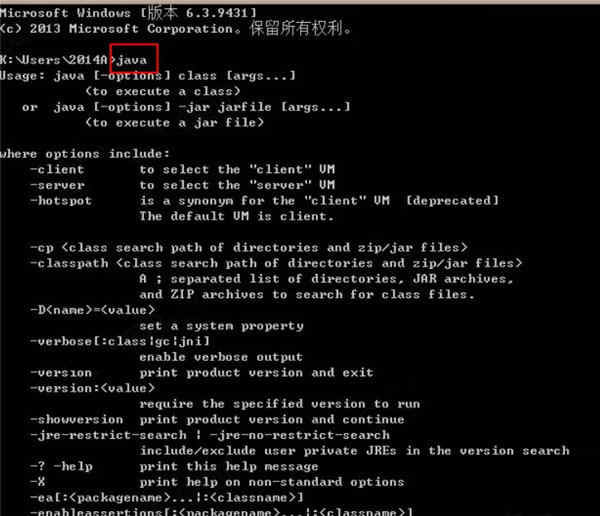 Microsoft Windows [版本 6.3.9431]
(c) 2013 Microsoft Corporation。保留所有权利。
K:\Users\2014A>java
Usage: java [-options] class [args...]
(to execute a class)
or java [-options] -jar jarfile [args...]
(to execute a jar file)
where options include:
-client to select the "client" VM
-server to select the "server" VM
-hotspot is a synonym for the "client" VM [deprecated]
The default VM is client.
-cp <class search path of directories and zip/jar files>
-classpath <class search path of directories and zip/jar files>
A ; separated list of directories, JAR archives,
and ZIP archives to search for class files.
-D<name>=<value>
set a system property
-verbose[:class|gc|jni]
enable verbose output
-version print product version and exit
-version:<value>
require the specified version to run
-showversion print product version and continue
-jre-restrict-search | -jre-no-restrict-search
include/exclude user private JREs in the version search
-? -help print this help message
-X print help on non-standard options
-ea[:<packagename>...|:<classname>]
-enableassertions[:<packagename>...|:<classname>]